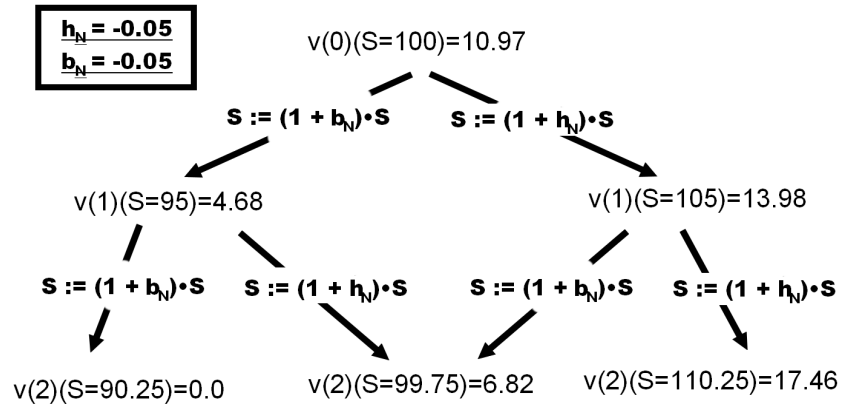 h_N = -0.05
b_N = -0.05
v(0)(S=100)=10.97
S := (1 + b_N)•S
S := (1 + h_N)•S
v(1)(S=95)=4.68
v(1)(S=105)=13.98
S := (1 + b_N)•S
S := (1 + h_N)•S
S := (1 + b_N)•S
S := (1 + h_N)•S
v(2)(S=90.25)=0.0
v(2)(S=99.75)=6.82
v(2)(S=110.25)=17.46